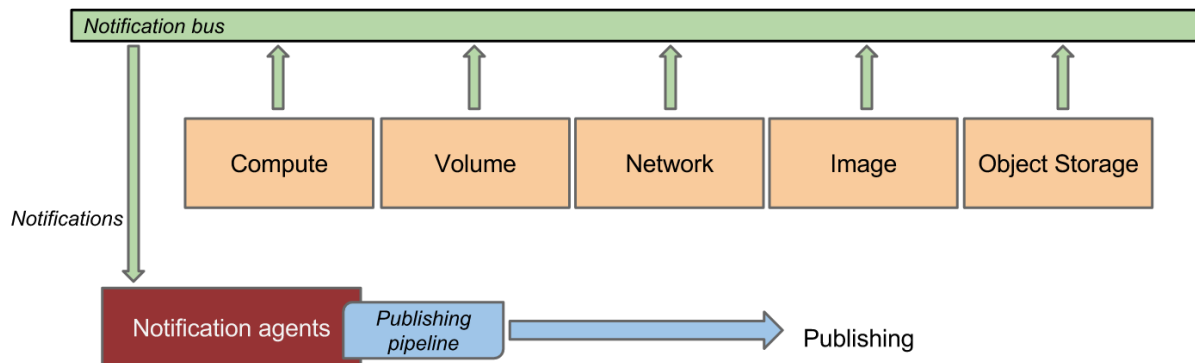 Notification bus
Compute
Volume
Network
Image
Object Storage
Notifications
Notification agents
Publishing
pipeline
Publishing